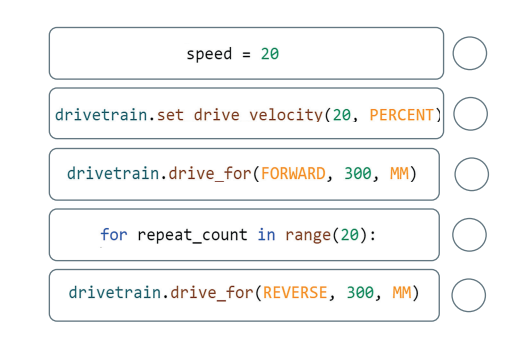 speed = 20
drivetrain.set drive velocity(20, PERCENT)
drivetrain.drive_for(FORWARD, 300, MM)
for repeat_count in range(20):
drivetrain.drive_for(REVERSE, 300, MM)